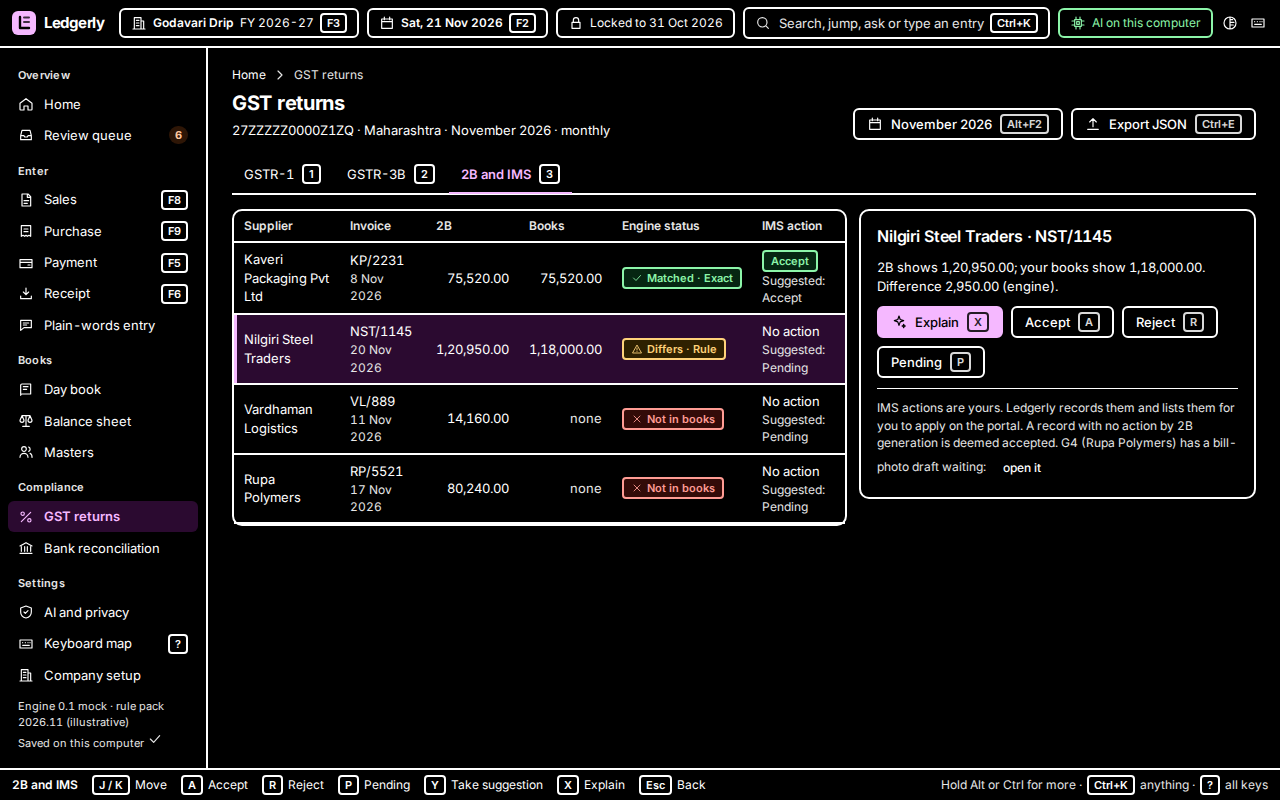 Ledgerly
Godavari Drip FY 2026-27 F3
Sat, 21 Nov 2026 F2
Locked to 31 Oct 2026
Search, jump, ask or type an entry Ctrl+K
AI on this computer
Overview
Home
Review queue 6
Enter
Sales F8
Purchase F9
Payment F5
Receipt F6
Plain-words entry
Books
Day book
Balance sheet
Masters
Compliance
GST returns
Bank reconciliation
Settings
AI and privacy
Keyboard map ?
Company setup
Engine 0.1 mock · rule pack
2026.11 (illustrative)
Saved on this computer
Home GST returns
GST returns
27ZZZZZ0000Z1ZQ · Maharashtra · November 2026 · monthly
November 2026 Alt+F2
Export JSON Ctrl+E
GSTR-1 1
GSTR-3B 2
2B and IMS 3
Supplier Invoice 2B Books Engine status IMS action
Kaveri
Packaging Pvt
Ltd
KP/2231
8 Nov
2026
75,520.00
75,520.00
Matched · Exact
Accept
Suggested:
Accept
Nilgiri Steel
Traders
NST/1145
20 Nov
2026
1,20,950.00
1,18,000.00
Differs · Rule
No action
Suggested:
Pending
Vardhaman
Logistics
VL/889
11 Nov
2026
14,160.00
none
Not in books
No action
Suggested:
Pending
Rupa
Polymers
RP/5521
17 Nov
2026
80,240.00
none
Not in books
No action
Suggested:
Pending
Nilgiri Steel Traders · NST/1145
2B shows 1,20,950.00; your books show 1,18,000.00.
Difference 2,950.00 (engine).
Explain X
Accept A
Reject R
Pending P
IMS actions are yours. Ledgerly records them and lists them for
you to apply on the portal. A record with no action by 2B
generation is deemed accepted. G4 (Rupa Polymers) has a bill-
photo draft waiting: open it
2B and IMS J / K Move A Accept R Reject P Pending Y Take suggestion X Explain Esc Back
Hold Alt or Ctrl for more · Ctrl+K anything · ? all keys